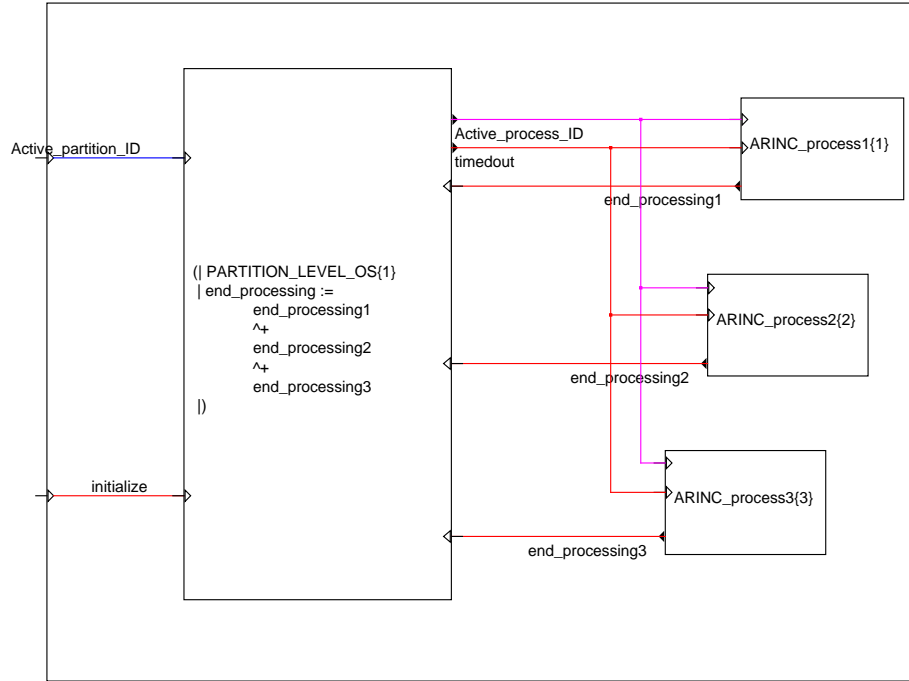 Active_partition_ID
initialize
(| PARTITION_LEVEL_OS{1}
| end_processing :=
end_processing1
^+
end_processing2
^+
end_processing3
|)
Active_process_ID
timedout
end_processing1
end_processing2
end_processing3
ARINC_process1{1}
ARINC_process2{2}
ARINC_process3{3}